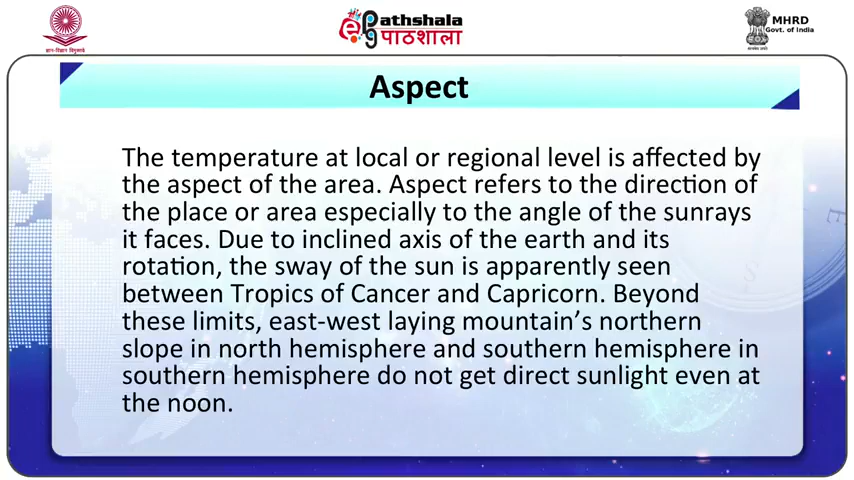 ePathshala
पाठशाला
ज्ञान-विज्ञान विमुक्तये
MHRD
Govt. of India
Aspect
The temperature at local or regional level is affected by
the aspect of the area. Aspect refers to the direction of
the place or area especially to the angle of the sunrays
it faces. Due to inclined axis of the earth and its
rotation, the sway of the sun is apparently seen
between Tropics of Cancer and Capricorn. Beyond
these limits, east-west laying mountain’s northern
slope in north hemisphere and southern hemisphere in
southern hemisphere do not get direct sunlight even at
the noon.